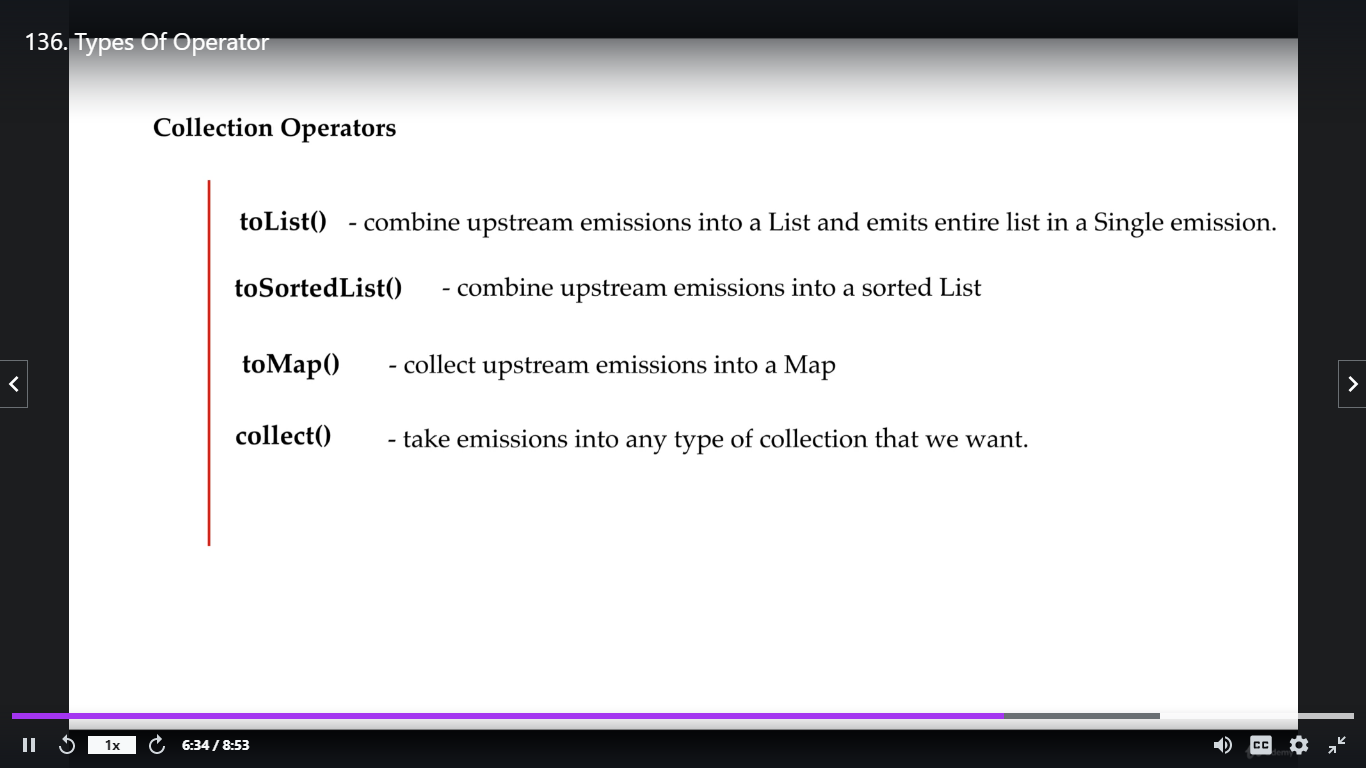 136. Types Of Operator
Collection Operators
toList() - combine upstream emissions into a List and emits entire list in a Single emission.
toSortedList() - combine upstream emissions into a sorted List
toMap() - collect upstream emissions into a Map
collect() - take emissions into any type of collection that we want.
1x 6:34 / 8:53 CC